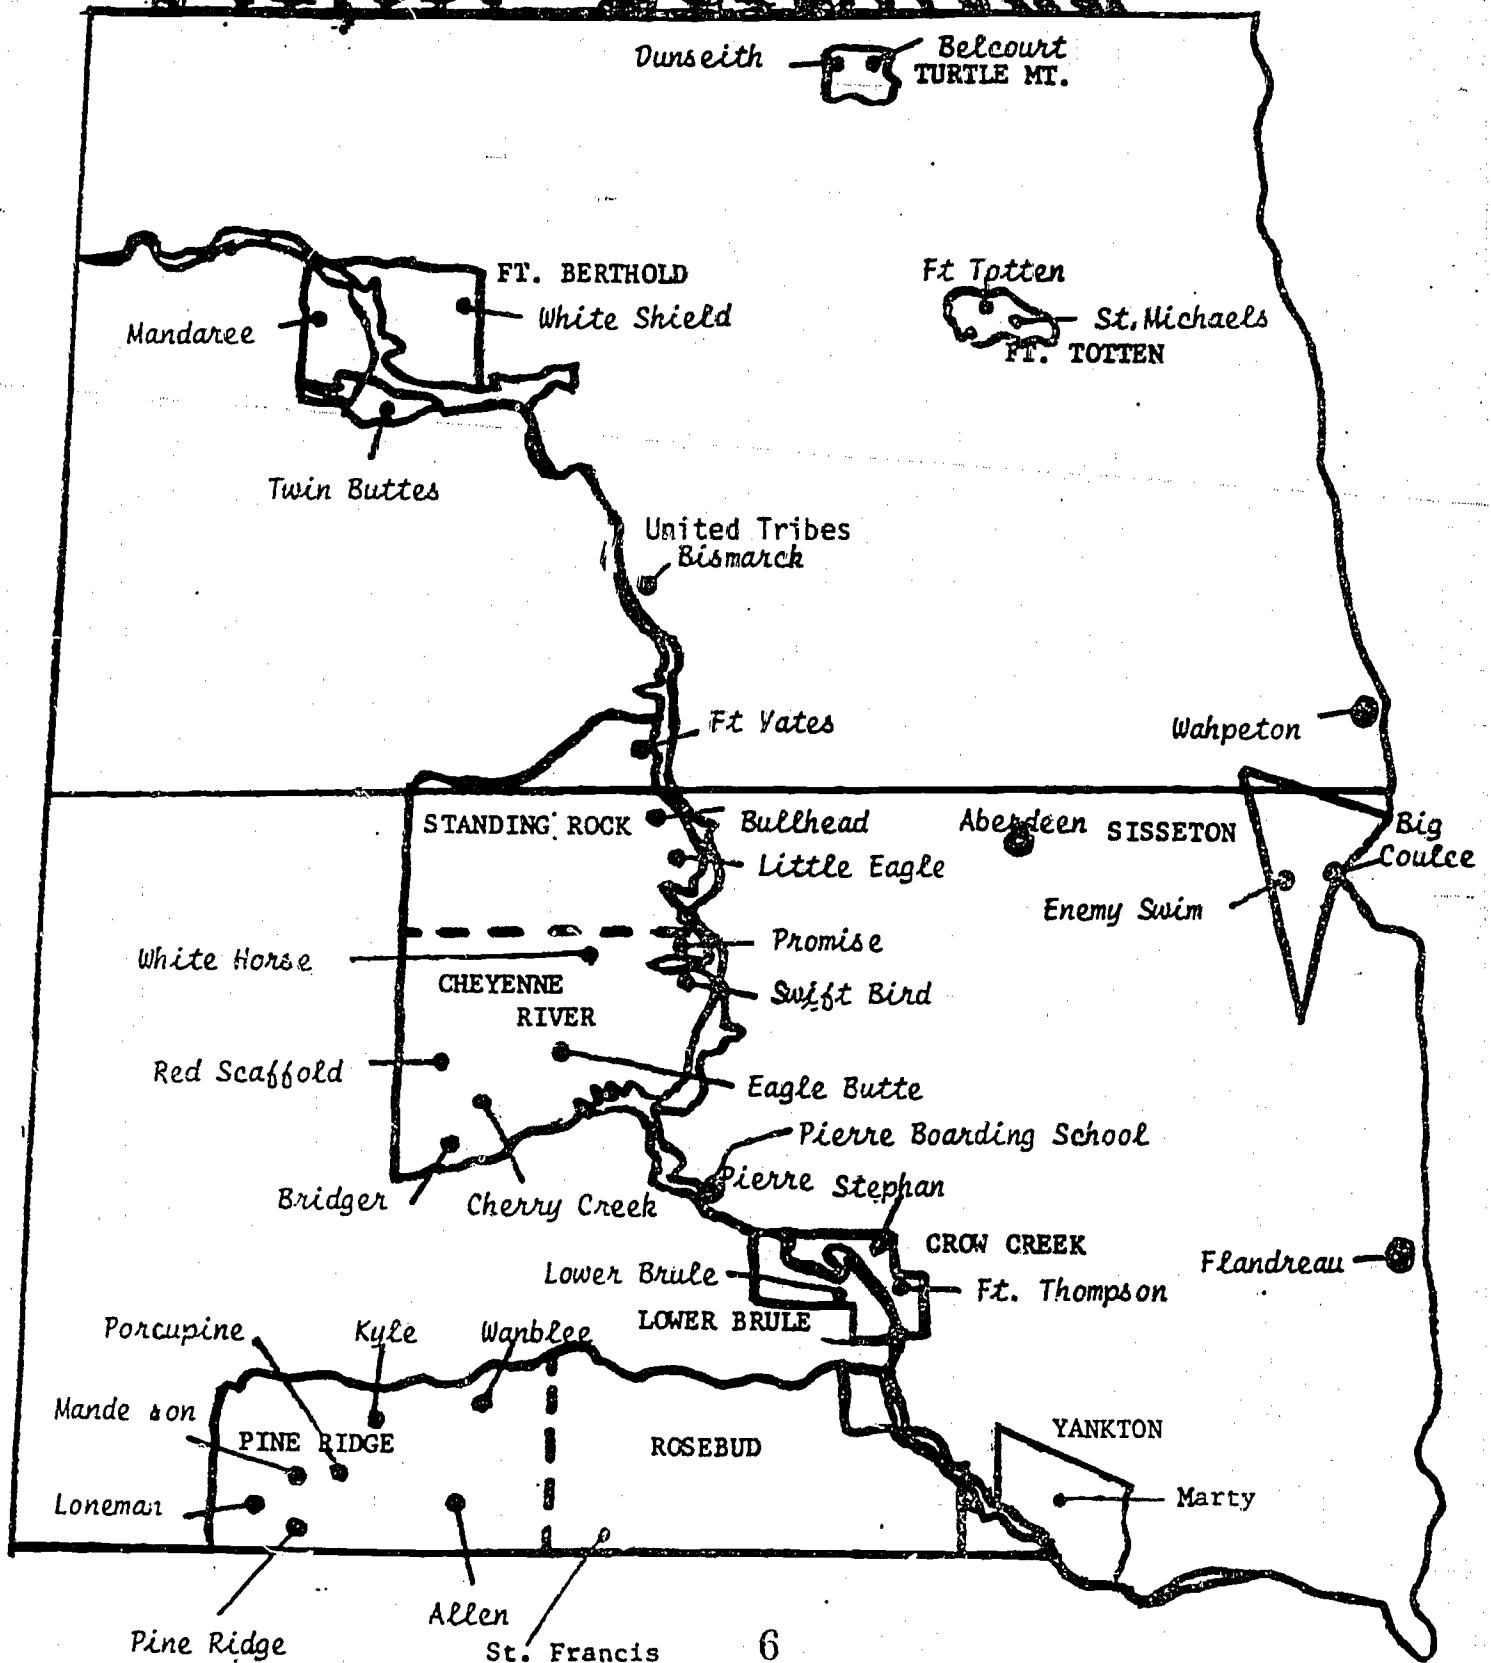 Dunseith
Belcourt
TURTLE MT.
FT. BERTHOLD
White Shield
Mandaree
Ft Totten
St. Michaels
FT. TOTTEN
Twin Buttes
United Tribes
Bismarck
Ft Yates
Wahpeton
STANDING ROCK
Bullhead
Aberdeen
SISSETON
Big
Coulee
Little Eagle
Enemy Swim
White Horse
Promise
CHEYENNE
RIVER
Swift Bird
Red Scaffold
Eagle Butte
Pierre Boarding School
Pierre
Stephan
Bridger
Cherry Creek
CROW CREEK
Flandreau
Lower Brule
Ft. Thompson
LOWER BRULE
Porcupine
Kyle
Wanblee
Mande son
PINE RIDGE
ROSEBUD
YANKTON
Loneman
Marty
Allen
Pine Ridge
St. Francis
6